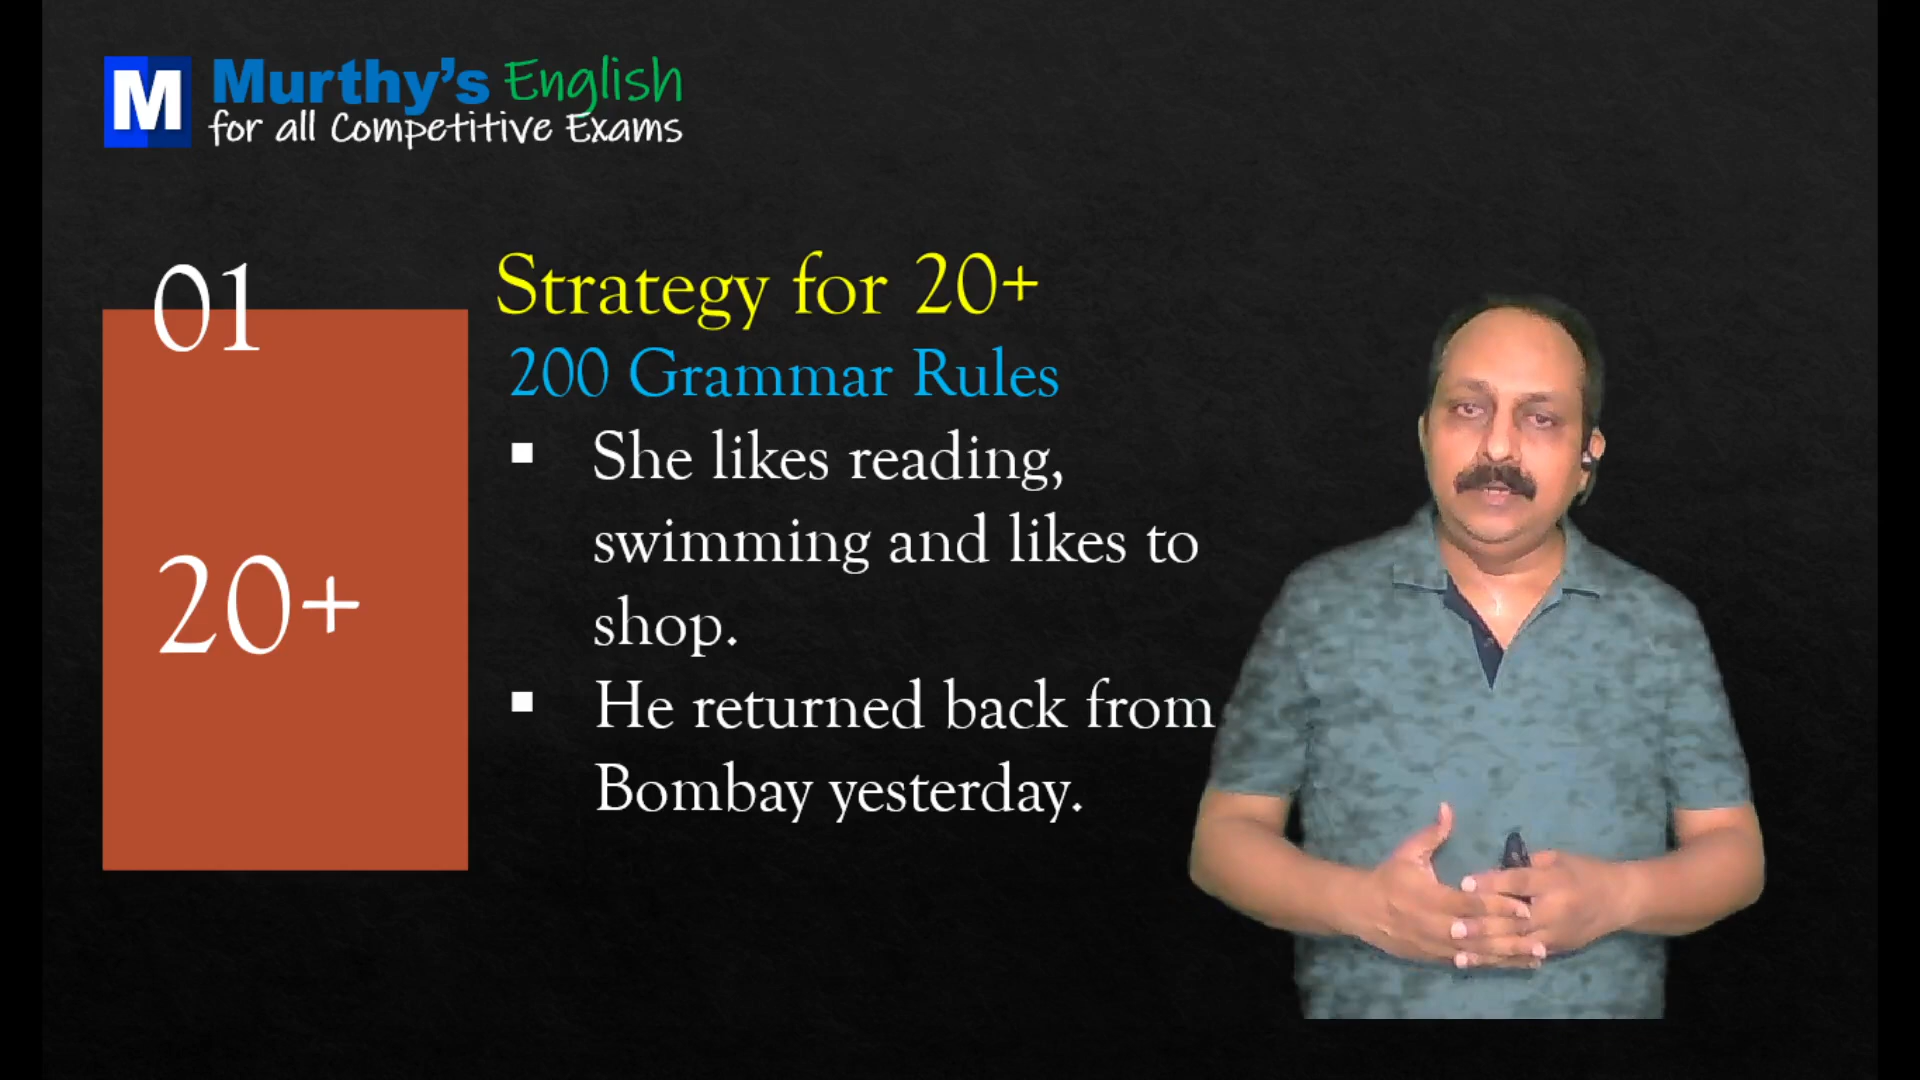 M Murthy's English
for all Competitive Exams
01
20+
Strategy for 20+
200 Grammar Rules
▪ She likes reading,
swimming and likes to
shop.
▪ He returned back from
Bombay yesterday.